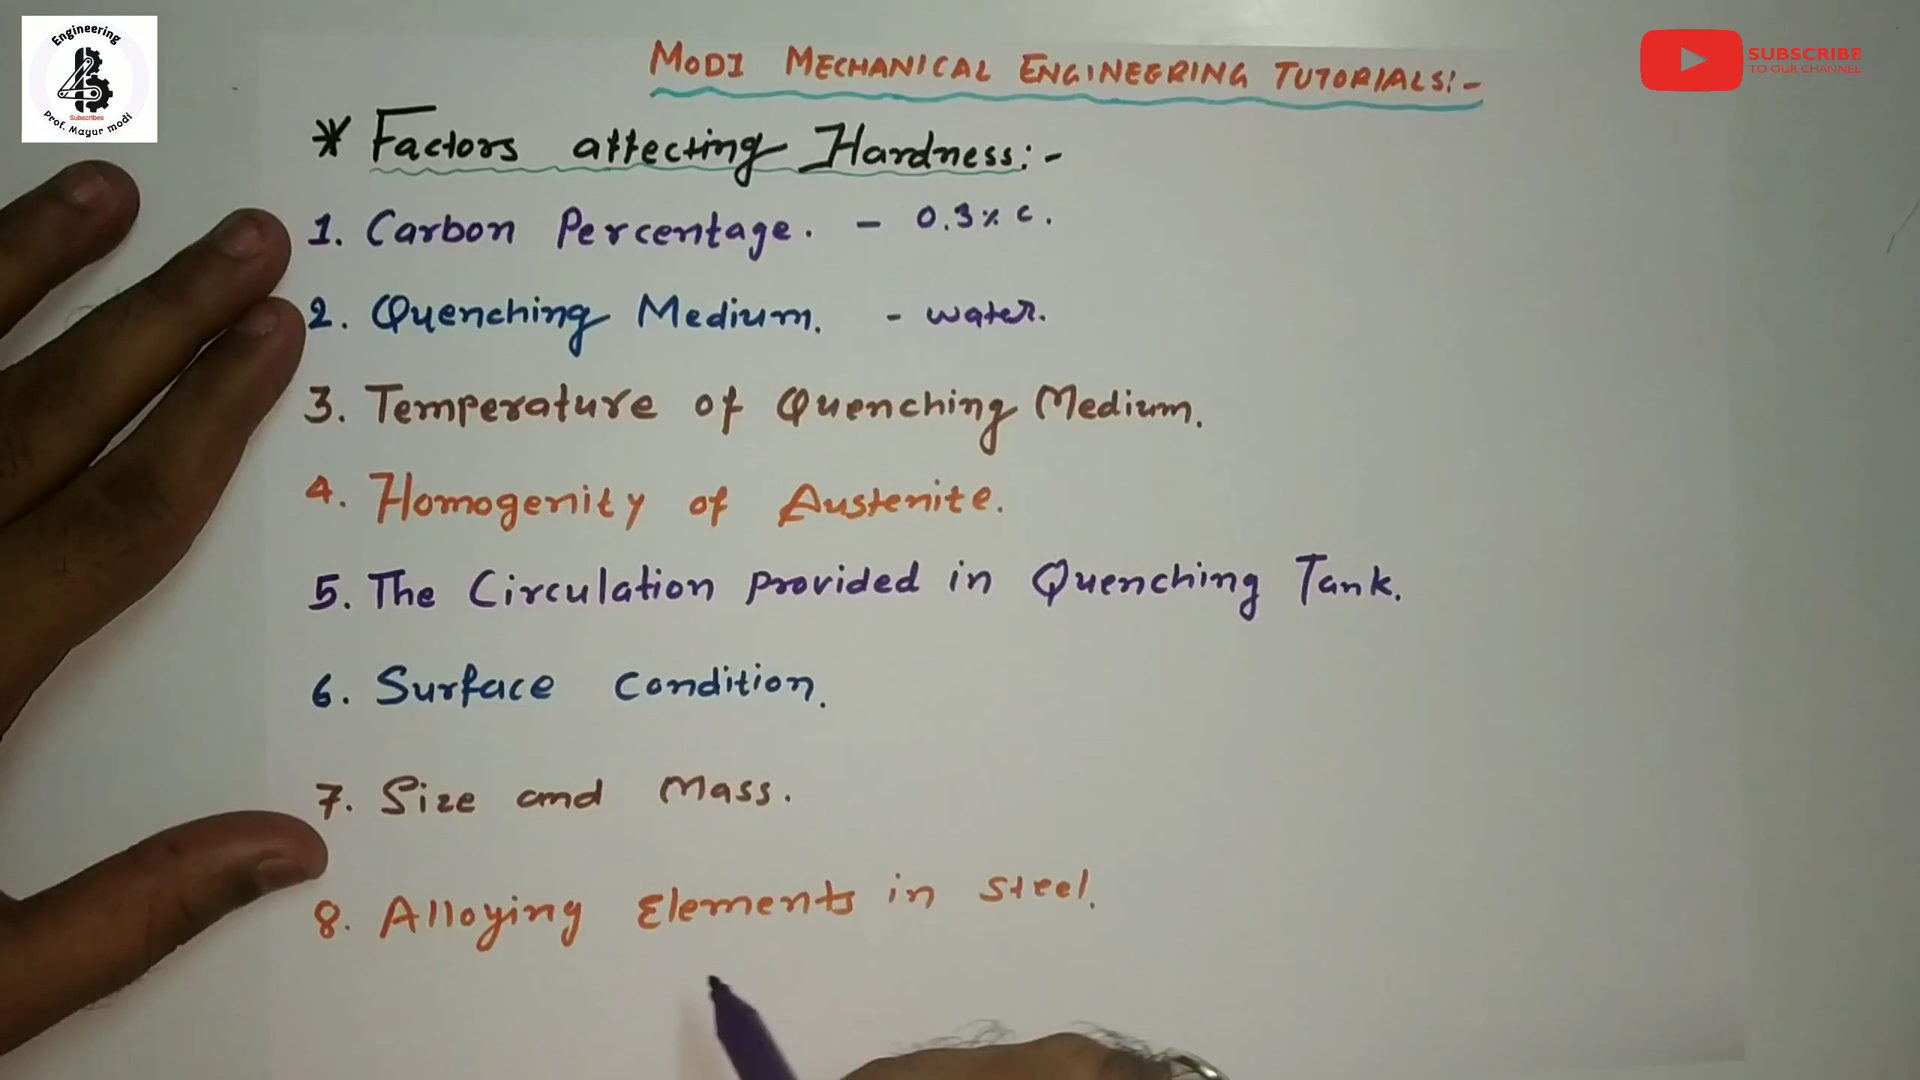 Engineering
Subscribes
Prof. Mayur modi
SUBSCRIBE
TO OUR CHANNEL
MODI MECHANICAL ENGINEERING TUTORIALS:-
* Factors affecting Hardness:-
1. Carbon Percentage. - 0.3% C.
2. Quenching Medium. - water.
3. Temperature of Quenching Medium.
4. Homogenity of Austenite.
5. The Circulation provided in Quenching Tank.
6. Surface Condition.
7. Size and Mass.
8. Alloying Elements in steel.